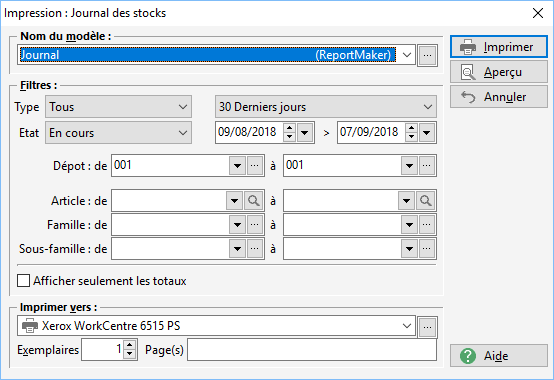 Impression : Journal des stocks
Nom du modèle :
Journal (ReportMaker) ...
Imprimer
Aperçu
Annuler
Filtres :
Type Tous 30 Derniers jours
Etat En cours 09/08/2018 > 07/09/2018
Dépot : de 001 ... à 001 ...
Article : de à
Famille : de ... à ...
Sous-famille : de ... à ...
Afficher seulement les totaux
Imprimer vers :
Xerox WorkCentre 6515 PS ...
Exemplaires 1 Page(s)
? Aide